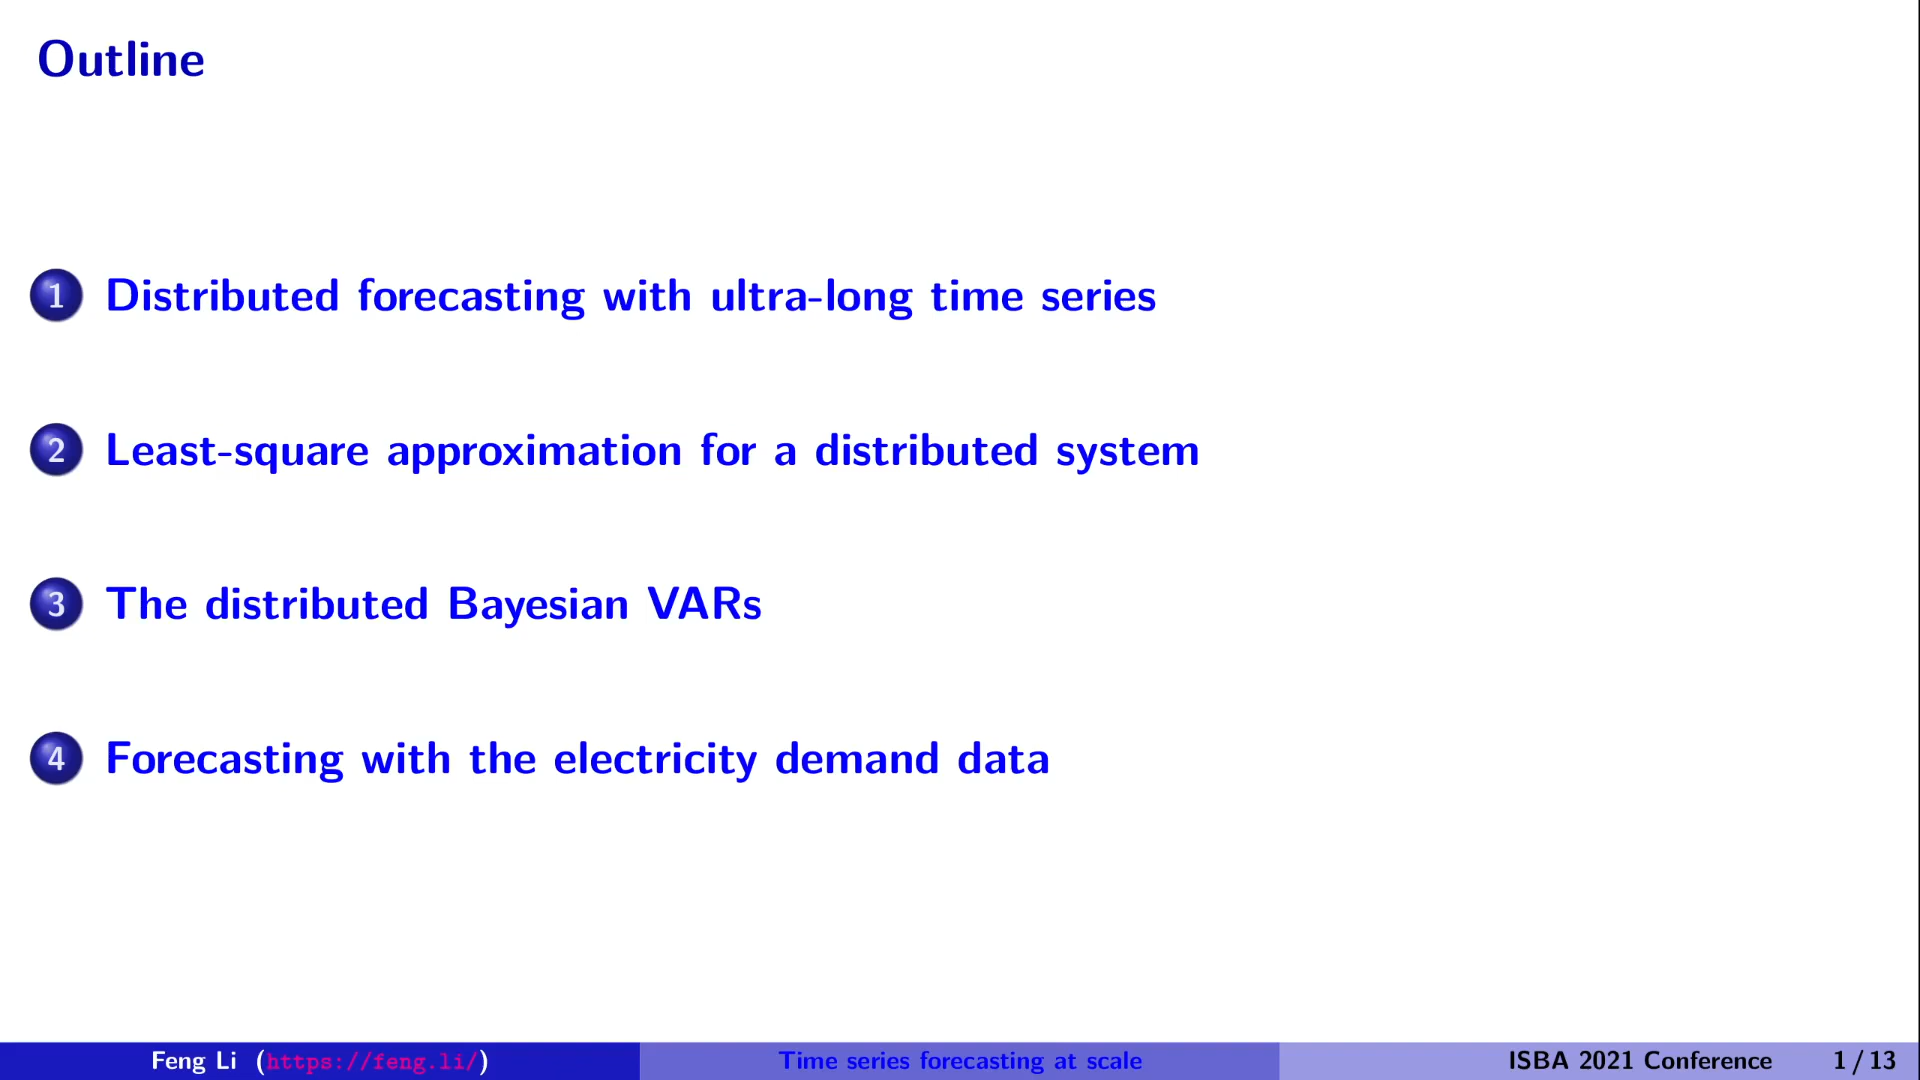 Outline
1 Distributed forecasting with ultra-long time series
2 Least-square approximation for a distributed system
3 The distributed Bayesian VARs
4 Forecasting with the electricity demand data
Feng Li (https://feng.li/) Time series forecasting at scale ISBA 2021 Conference 1 / 13